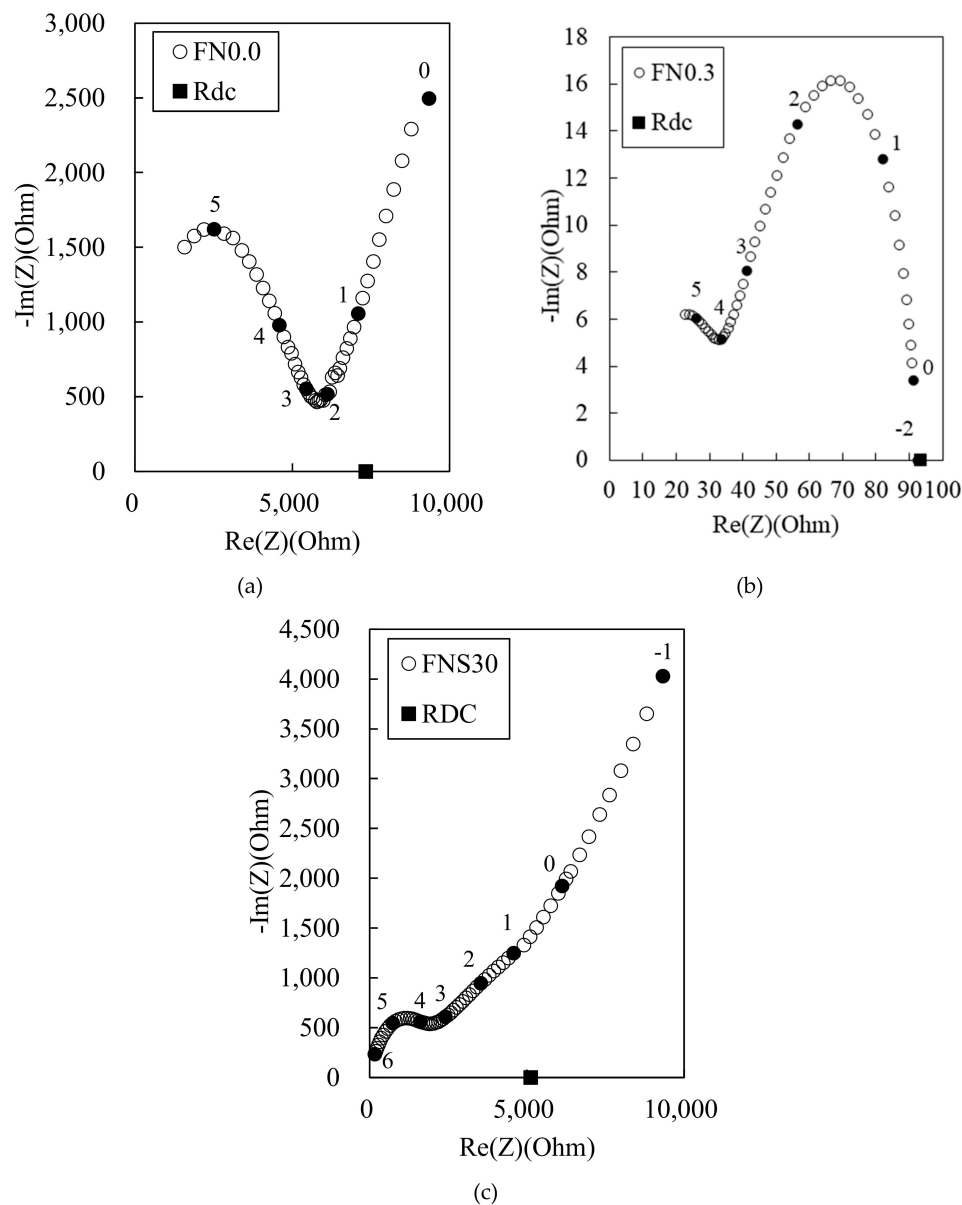 3,000
2,500
2,000
1,500
1,000
500
0
-Im(Z)(Ohm)
FN0.0
Rdc
0
5
1
4
3
2
0 5,000 10,000
Re(Z)(Ohm)
(a)
18
16
14
12
10
8
6
4
2
0
-Im(Z)(Ohm)
FN0.3
Rdc
2
1
3
5
4
0
-2
0 10 20 30 40 50 60 70 80 90 100
Re(Z)(Ohm)
(b)
4,500
4,000
3,500
3,000
2,500
2,000
1,500
1,000
500
0
-Im(Z)(Ohm)
FNS30
RDC
-1
0
1
2
3
4
5
6
0 5,000 10,000
Re(Z)(Ohm)
(c)